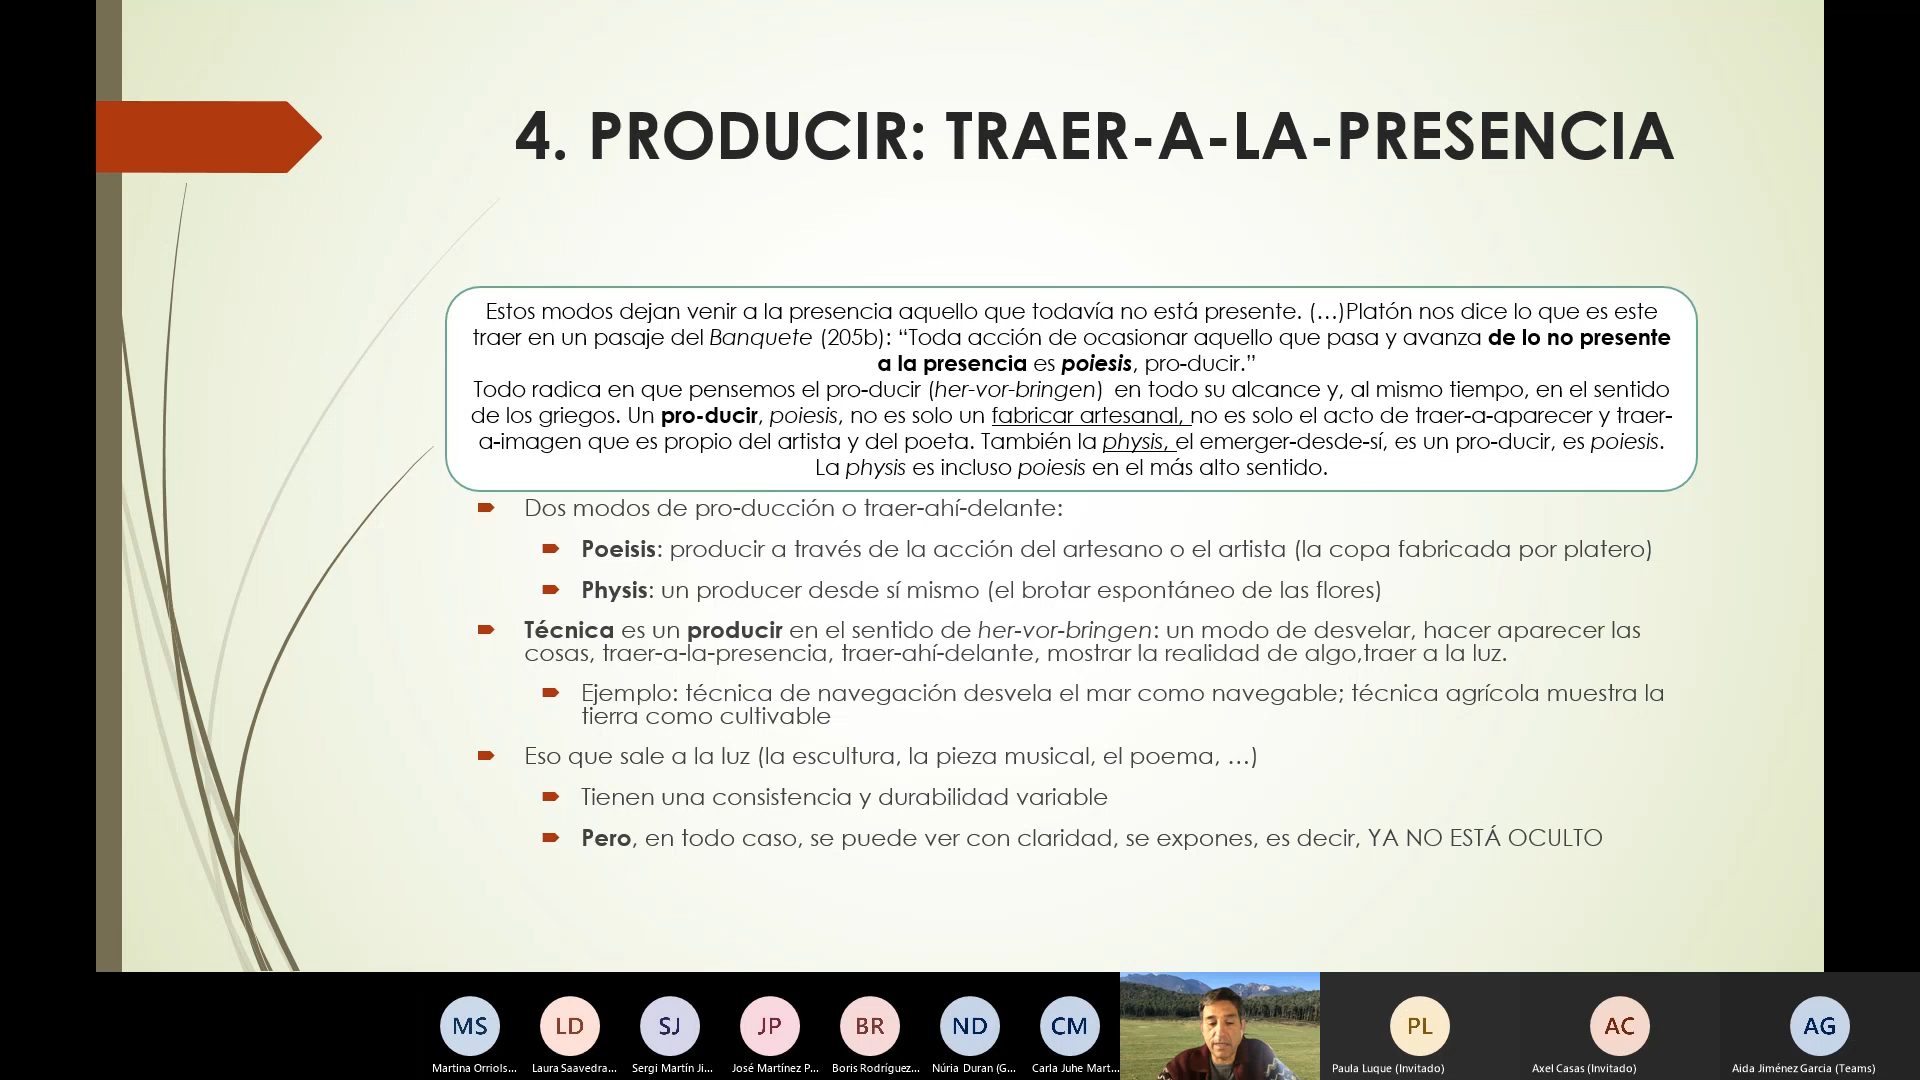 4. PRODUCIR: TRAER-A-LA-PRESENCIA
Estos modos dejan venir a la presencia aquello que todavía no está presente. (…)Platón nos dice lo que es este
traer en un pasaje del Banquete (205b): “Toda acción de ocasionar aquello que pasa y avanza de lo no presente
a la presencia es poiesis, pro-ducir.”
Todo radica en que pensemos el pro-ducir (her-vor-bringen) en todo su alcance y, al mismo tiempo, en el sentido
de los griegos. Un pro-ducir, poiesis, no es solo un fabricar artesanal, no es solo el acto de traer-a-aparecer y traer-
a-imagen que es propio del artista y del poeta. También la physis, el emerger-desde-sí, es un pro-ducir, es poiesis.
La physis es incluso poiesis en el más alto sentido.
Dos modos de pro-ducción o traer-ahí-delante:
Poeisis: producir a través de la acción del artesano o el artista (la copa fabricada por platero)
Physis: un producer desde sí mismo (el brotar espontáneo de las flores)
Técnica es un producir en el sentido de her-vor-bringen: un modo de desvelar, hacer aparecer las
cosas, traer-a-la-presencia, traer-ahí-delante, mostrar la realidad de algo,traer a la luz.
Ejemplo: técnica de navegación desvela el mar como navegable; técnica agrícola muestra la
tierra como cultivable
Eso que sale a la luz (la escultura, la pieza musical, el poema, …)
Tienen una consistencia y durabilidad variable
Pero, en todo caso, se puede ver con claridad, se expones, es decir, YA NO ESTÁ OCULTO
MS LD SJ JP BR ND CM PL AC AG
Martina Orriols... Laura Saavedra... Sergi Martín Ji... José Martínez P... Boris Rodríguez... Núria Duran (G... Carla Juhe Mart... Paula Luque (Invitado) Axel Casas (Invitado) Aida Jiménez Garcia (Teams)